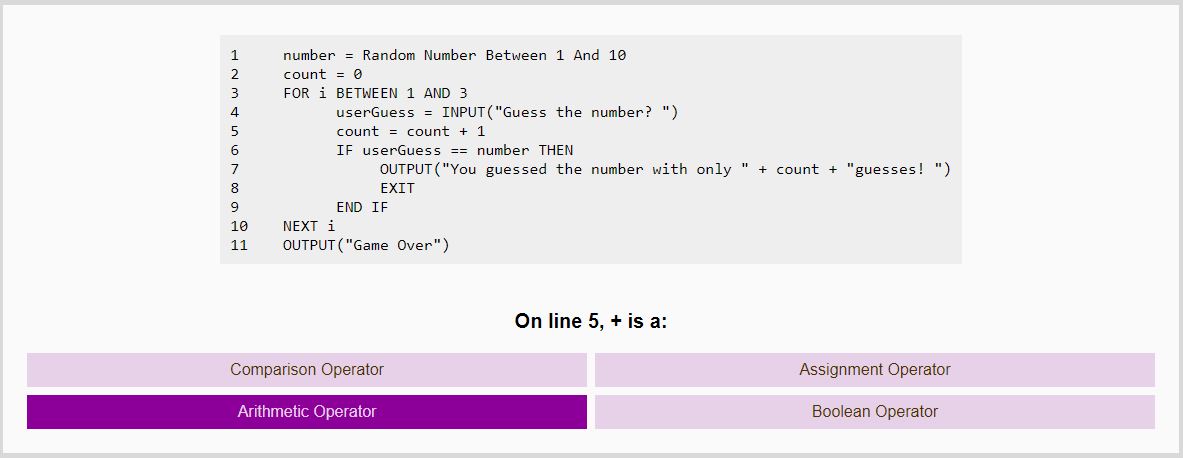 1 number = Random Number Between 1 And 10
2 count = 0
3 FOR i BETWEEN 1 AND 3
4 userGuess = INPUT("Guess the number? ")
5 count = count + 1
6 IF userGuess == number THEN
7 OUTPUT("You guessed the number with only " + count + "guesses! ")
8 EXIT
9 END IF
10 NEXT i
11 OUTPUT("Game Over")
On line 5, + is a:
Comparison Operator
Assignment Operator
Arithmetic Operator
Boolean Operator